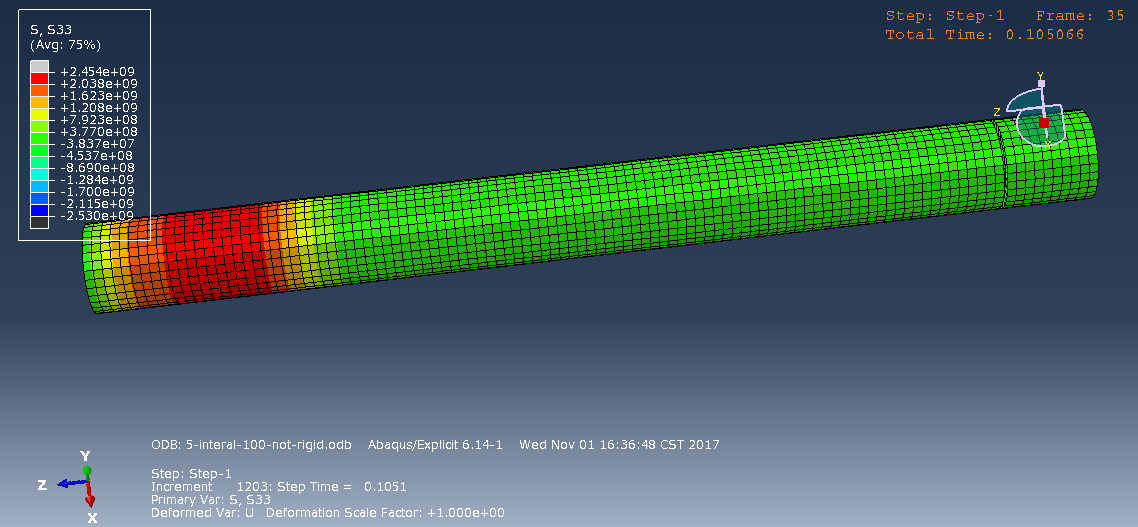 S, S33
(Avg: 75%)
+2.454e+09
+2.038e+09
+1.623e+09
+1.208e+09
+7.923e+08
+3.770e+08
-3.837e+07
-4.537e+08
-8.690e+08
-1.284e+09
-1.700e+09
-2.115e+09
-2.530e+09
Step: Step-1 Frame: 35
Total Time: 0.105066
Y
Z
ODB: 5-interal-100-not-rigid.odb Abaqus/Explicit 6.14-1 Wed Nov 01 16:36:48 CST 2017
Step: Step-1
Increment 1203: Step Time = 0.1051
Primary Var: S, S33
Deformed Var: U Deformation Scale Factor: +1.000e+00
Y
Z
X